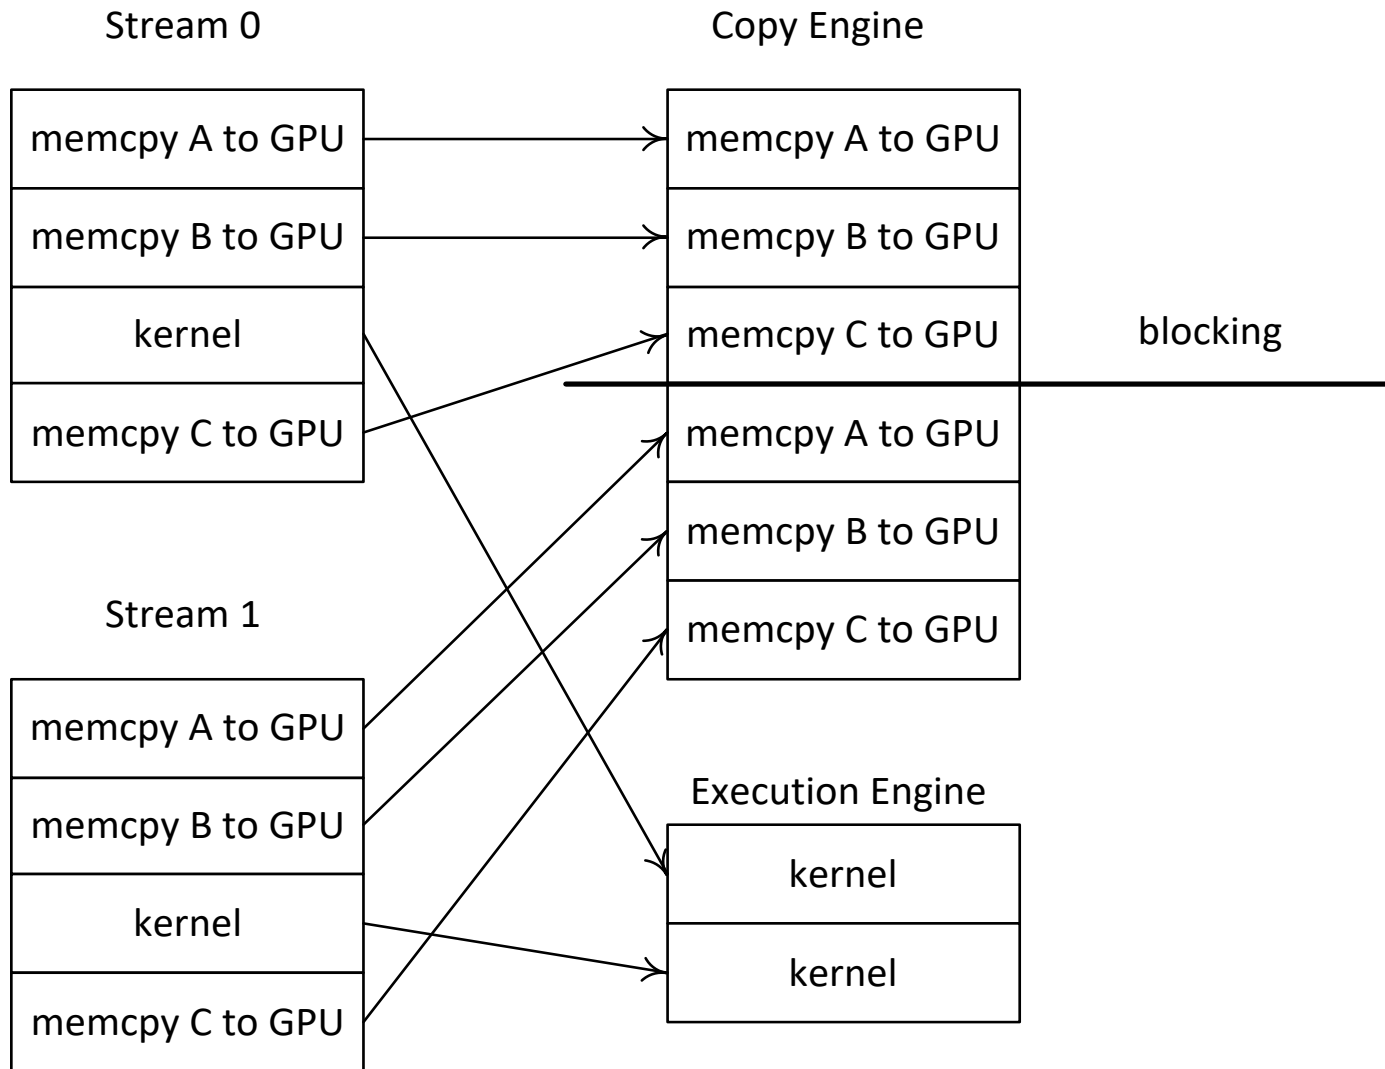 Stream 0
memcpy A to GPU
memcpy B to GPU
kernel
memcpy C to GPU
Stream 1
memcpy A to GPU
memcpy B to GPU
kernel
memcpy C to GPU
Copy Engine
memcpy A to GPU
memcpy B to GPU
memcpy C to GPU
blocking
memcpy A to GPU
memcpy B to GPU
memcpy C to GPU
Execution Engine
kernel
kernel